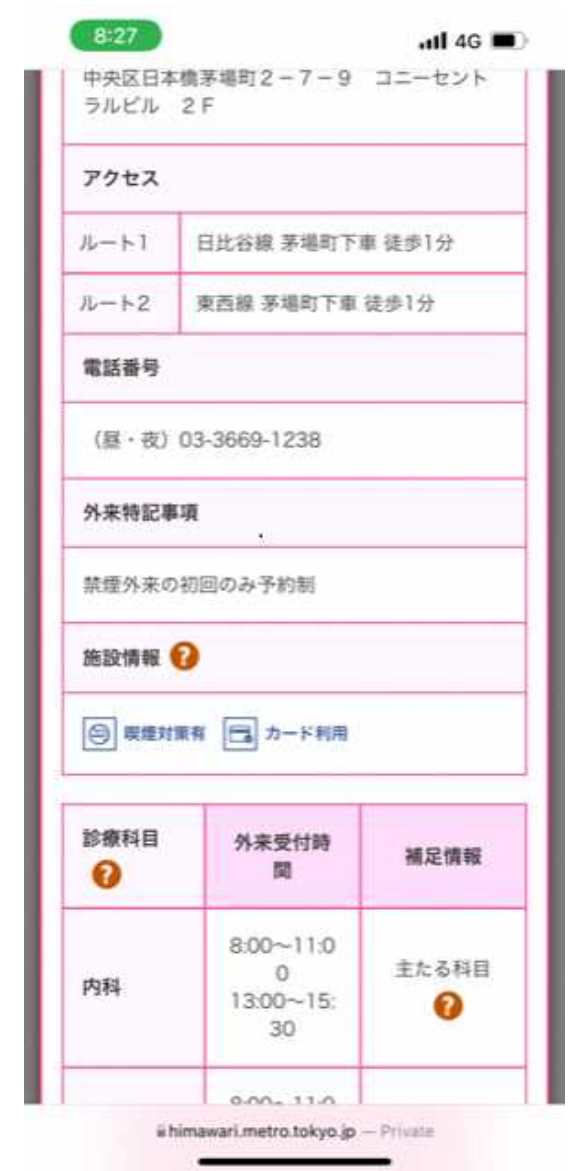 8:27
4G
中央区日本橋茅場町2－7－9　コニーセント
ラルビル　2F
アクセス
ルート1
日比谷線 茅場町下車 徒歩1分
ルート2
東西線 茅場町下車 徒歩1分
電話番号
（昼・夜）03-3669-1238
外来特記事項
禁煙外来の初回のみ予約制
施設情報 ?
喫煙対策有 カード利用
診療科目
?
外来受付時
間
補足情報
内科
8:00～11:0
0
13:00～15:
30
主たる科目
?
8:00～11:0
himawari.metro.tokyo.jp — Private